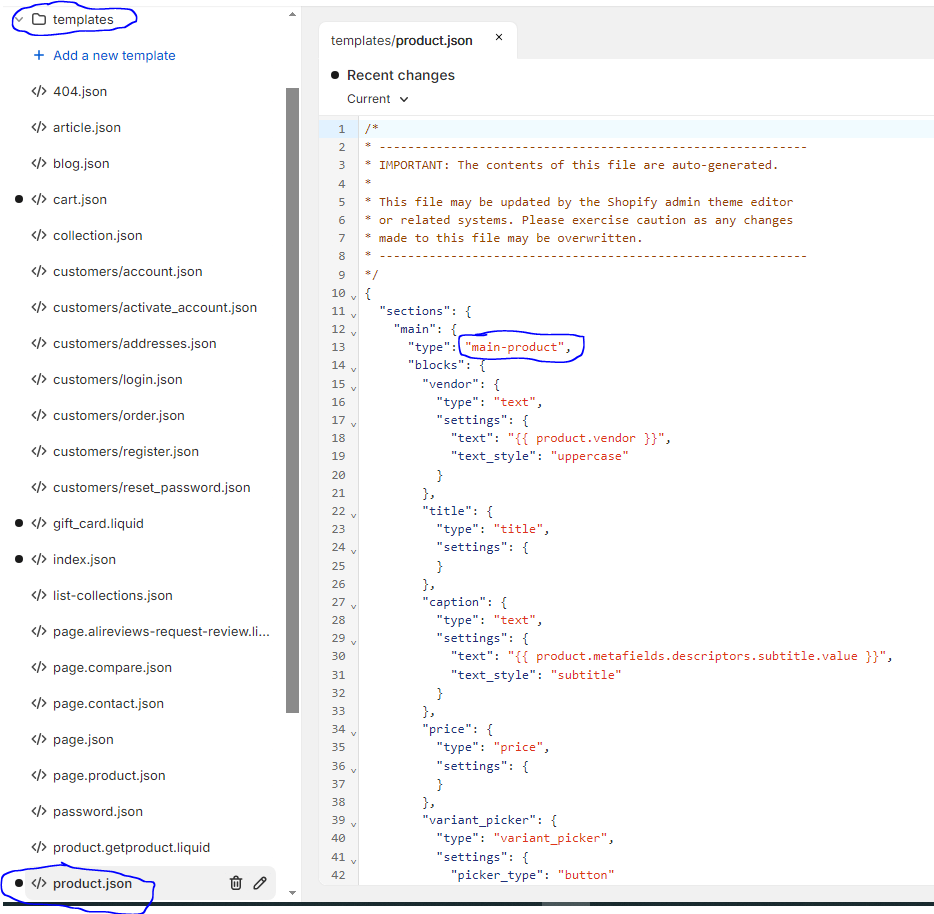 templates
Add a new template
404.json
article.json
blog.json
cart.json
collection.json
customers/account.json
customers/activate_account.json
customers/addresses.json
customers/login.json
customers/order.json
customers/register.json
customers/reset_password.json
gift_card.liquid
index.json
list-collections.json
page.alireviews-request-review.li...
page.compare.json
page.contact.json
page.json
page.product.json
password.json
product.getproduct.liquid
product.json
templates/product.json ×
Recent changes
Current
1 /*
2 * ------------------------------------------------------------
3 * IMPORTANT: The contents of this file are auto-generated.
4 *
5 * This file may be updated by the Shopify admin theme editor
6 * or related systems. Please exercise caution as any changes
7 * made to this file may be overwritten.
8 * ------------------------------------------------------------
9 */
10 {
11 "sections": {
12 "main": {
13 "type": "main-product",
14 "blocks": {
15 "vendor": {
16 "type": "text",
17 "settings": {
18 "text": "{{ product.vendor }}",
19 "text_style": "uppercase"
20 }
21 },
22 "title": {
23 "type": "title",
24 "settings": {
25 }
26 },
27 "caption": {
28 "type": "text",
29 "settings": {
30 "text": "{{ product.metafields.descriptors.subtitle.value }}",
31 "text_style": "subtitle"
32 }
33 },
34 "price": {
35 "type": "price",
36 "settings": {
37 }
38 },
39 "variant_picker": {
40 "type": "variant_picker",
41 "settings": {
42 "picker_type": "button"